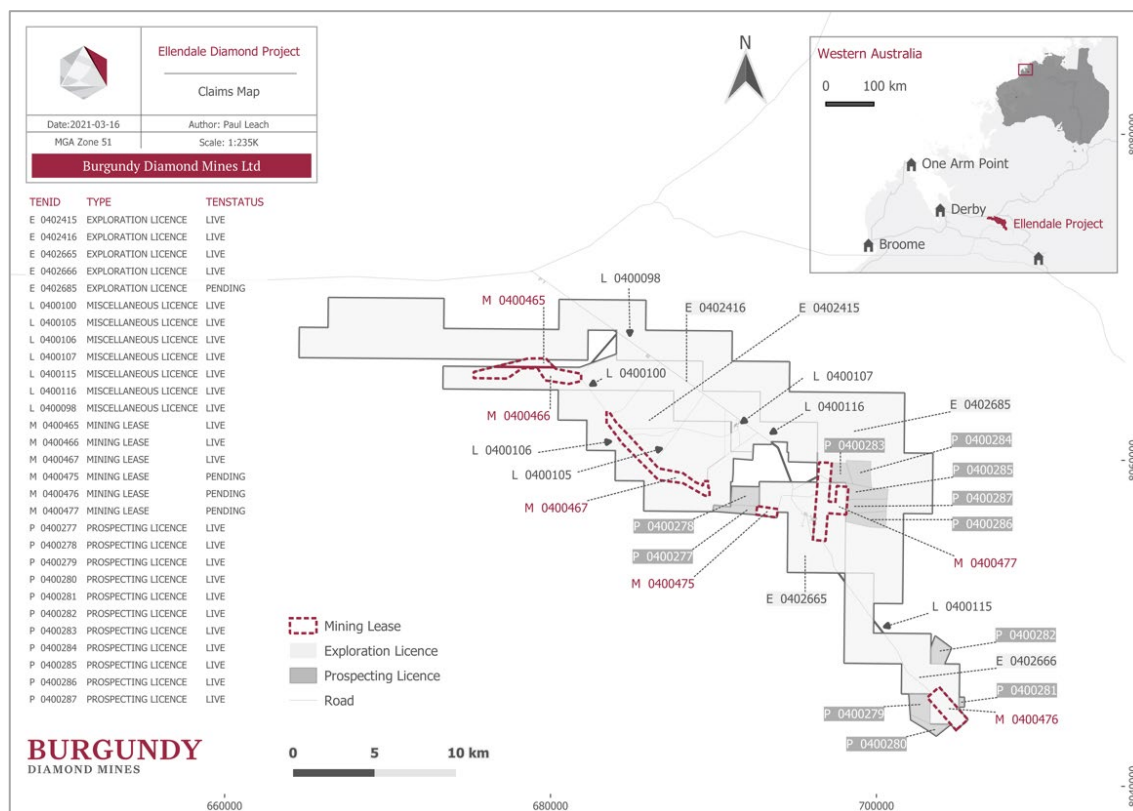 Ellendale Diamond Project
Claims Map
Date:2021-03-16
Author: Paul Leach
MGA Zone 51
Scale: 1:235K
Burgundy Diamond Mines Ltd
TENID TYPE TENSTATUS
E 0402415 EXPLORATION LICENCE LIVE
E 0402416 EXPLORATION LICENCE LIVE
E 0402665 EXPLORATION LICENCE LIVE
E 0402666 EXPLORATION LICENCE LIVE
E 0402685 EXPLORATION LICENCE PENDING
L 0400100 MISCELLANEOUS LICENCE LIVE
L 0400105 MISCELLANEOUS LICENCE LIVE
L 0400106 MISCELLANEOUS LICENCE LIVE
L 0400107 MISCELLANEOUS LICENCE LIVE
L 0400115 MISCELLANEOUS LICENCE LIVE
L 0400116 MISCELLANEOUS LICENCE LIVE
L 0400098 MISCELLANEOUS LICENCE LIVE
M 0400465 MINING LEASE LIVE
M 0400466 MINING LEASE LIVE
M 0400467 MINING LEASE LIVE
M 0400475 MINING LEASE PENDING
M 0400476 MINING LEASE PENDING
M 0400477 MINING LEASE PENDING
P 0400277 PROSPECTING LICENCE LIVE
P 0400278 PROSPECTING LICENCE LIVE
P 0400279 PROSPECTING LICENCE LIVE
P 0400280 PROSPECTING LICENCE LIVE
P 0400281 PROSPECTING LICENCE LIVE
P 0400282 PROSPECTING LICENCE LIVE
P 0400283 PROSPECTING LICENCE LIVE
P 0400284 PROSPECTING LICENCE LIVE
P 0400285 PROSPECTING LICENCE LIVE
P 0400286 PROSPECTING LICENCE LIVE
P 0400287 PROSPECTING LICENCE LIVE
BURGUNDY
DIAMOND MINES
N
Western Australia
0 100 km
One Arm Point
Derby
Ellendale Project
Broome
L 0400098
M 0400465
E 0402416
E 0402415
L 0400100
L 0400107
M 0400466
L 0400116
E 0402685
P 0400283
P 0400284
L 0400106
P 0400285
L 0400105
P 0400287
M 0400467
P 0400286
P 0400278
P 0400277
M 0400477
M 0400475
E 0402665
L 0400115
P 0400282
E 0402666
P 0400281
P 0400279
M 0400476
P 0400280
Mining Lease
Exploration Licence
Prospecting Licence
Road
0 5 10 km
660000
680000
700000
8080000
8060000
8040000